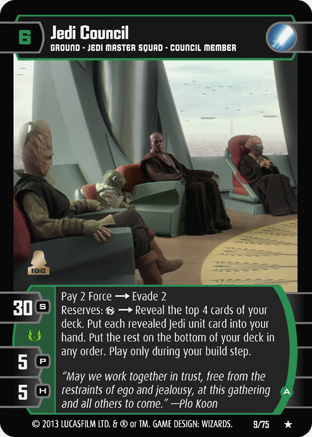 6
Jedi Council
GROUND - JEDI MASTER SQUAD - COUNCIL MEMBER
IDC
30 S
5 P
5 H
Pay 2 Force → Evade 2
Reserves: → Reveal the top 4 cards of your
deck. Put each revealed Jedi unit card into your
hand. Put the rest on the bottom of your deck in
any order. Play only during your build step.
"May we work together in trust, free from the
restraints of ego and jealousy, at this gathering
and all others to come." —Plo Koon
A
© 2013 LUCASFILM LTD. & ® or TM. GAME DESIGN: WIZARDS.
9/75 ★